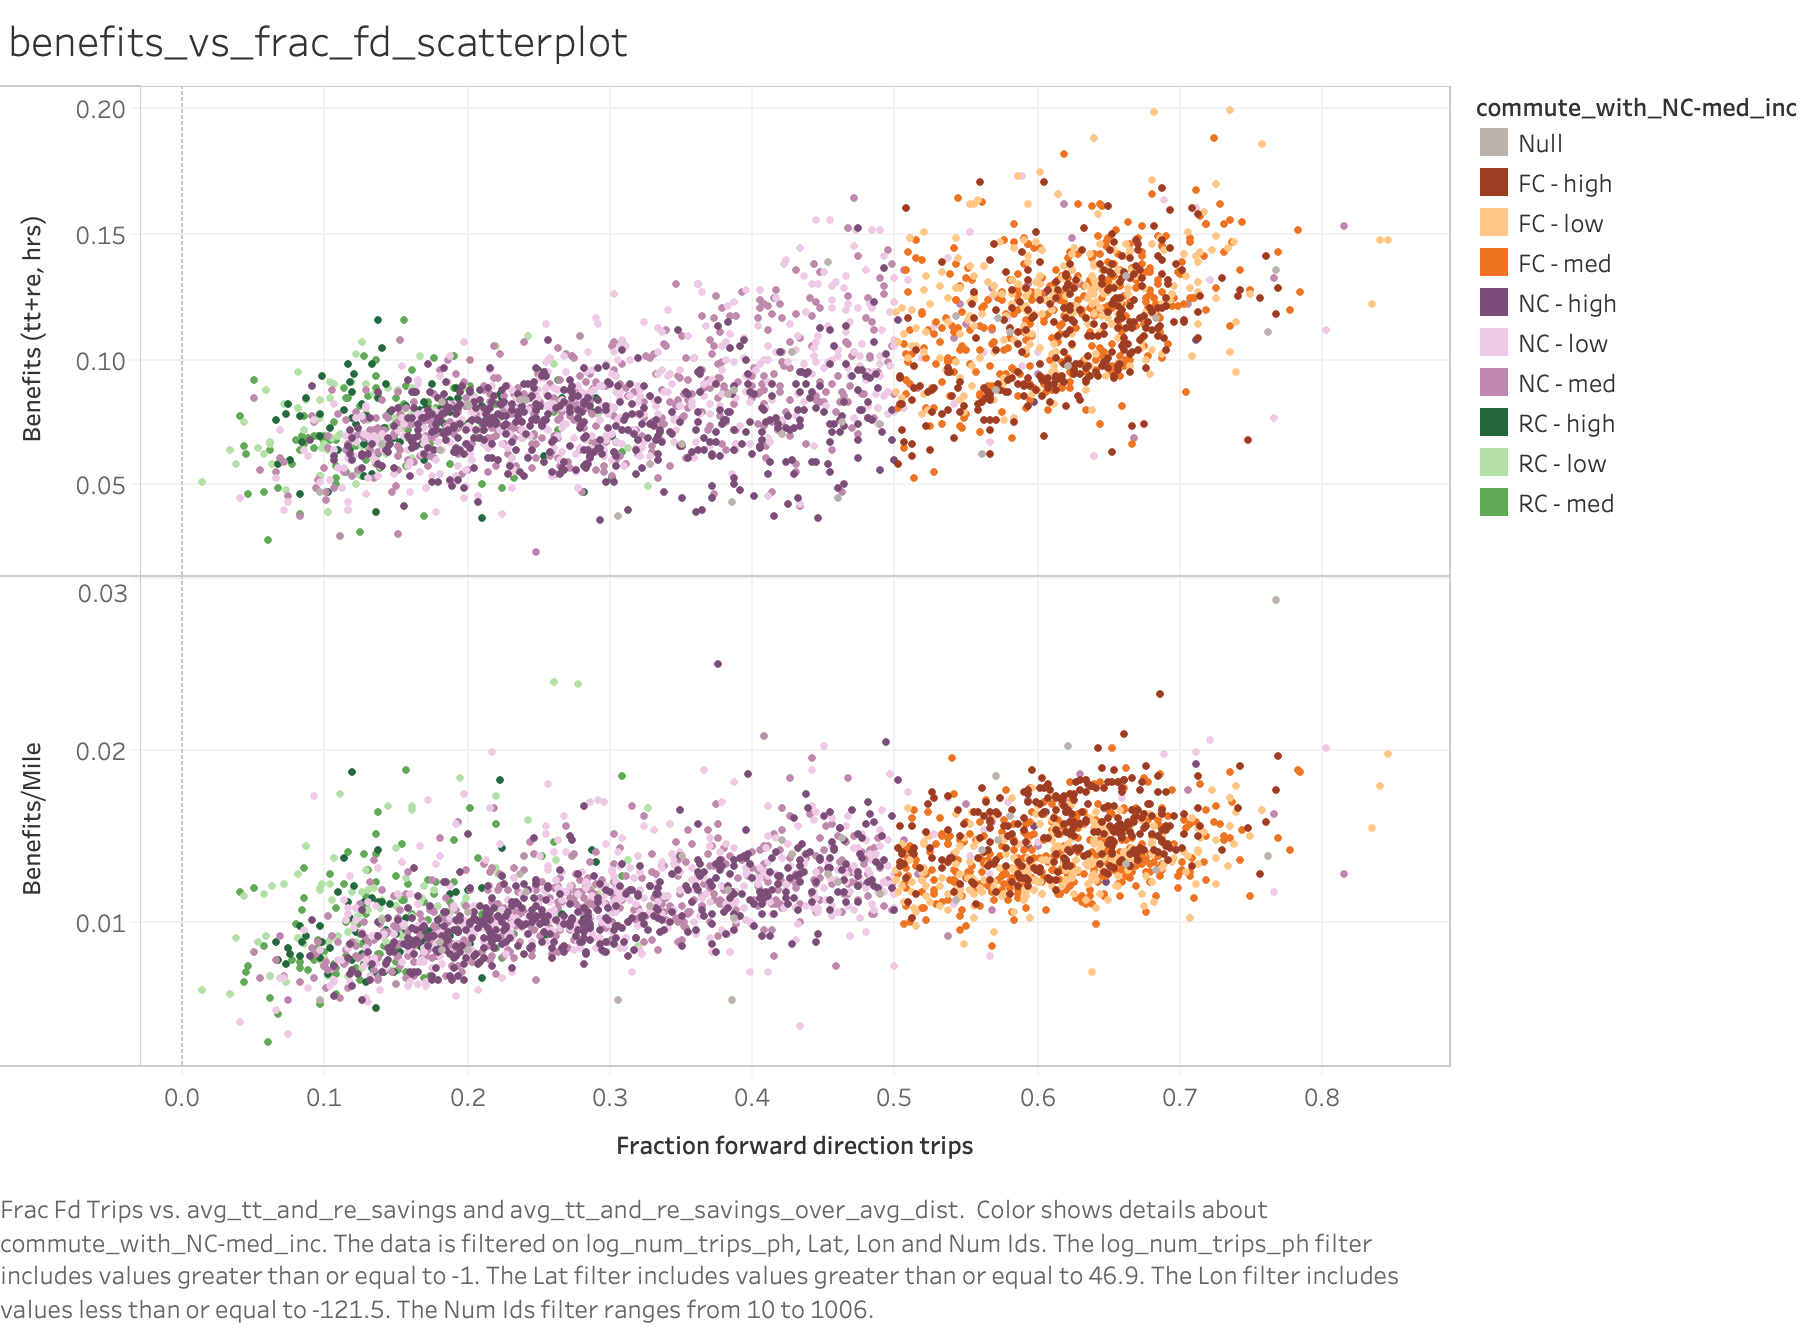 benefits_vs_frac_fd_scatterplot
commute_with_NC-med_inc
Null
FC - high
FC - low
FC - med
NC - high
NC - low
NC - med
RC - high
RC - low
RC - med
Benefits (tt+re, hrs)
0.20
0.15
0.10
0.05
Benefits/Mile
0.03
0.02
0.01
0.0 0.1 0.2 0.3 0.4 0.5 0.6 0.7 0.8
Fraction forward direction trips
Frac Fd Trips vs. avg_tt_and_re_savings and avg_tt_and_re_savings_over_avg_dist.  Color shows details about
commute_with_NC-med_inc. The data is filtered on log_num_trips_ph, Lat, Lon and Num Ids. The log_num_trips_ph filter
includes values greater than or equal to -1. The Lat filter includes values greater than or equal to 46.9. The Lon filter includes
values less than or equal to -121.5. The Num Ids filter ranges from 10 to 1006.